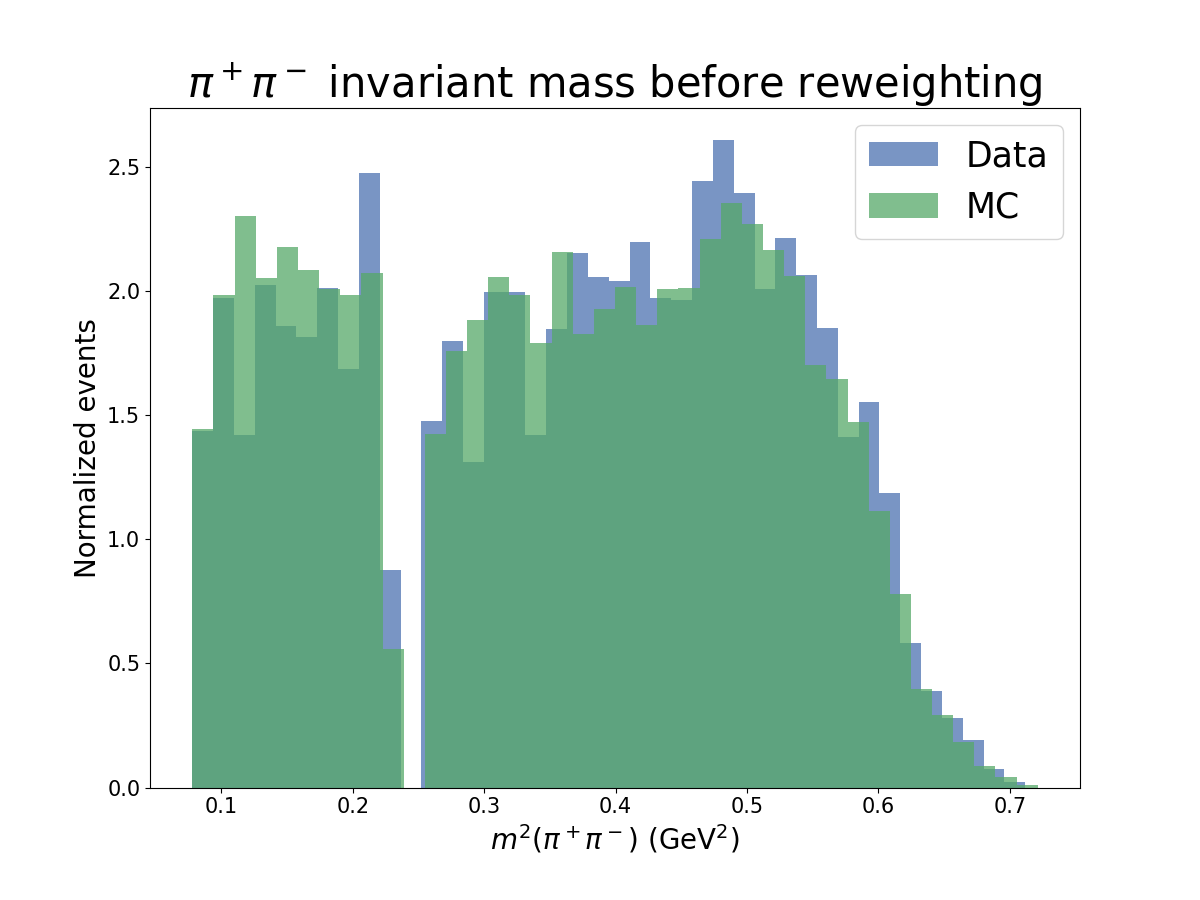 π⁺π⁻ invariant mass before reweighting
Data
MC
2.5
2.0
1.5
1.0
0.5
0.0
Normalized events
0.1 0.2 0.3 0.4 0.5 0.6 0.7
m²(π⁺π⁻) (GeV²)